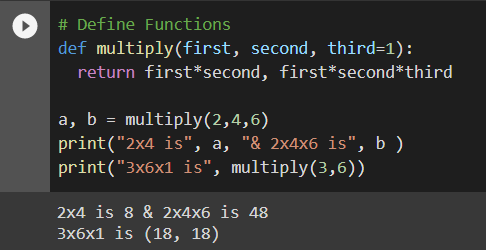 # Define Functions
def multiply(first, second, third=1):
  return first*second, first*second*third

a, b = multiply(2,4,6)
print("2x4 is", a, "& 2x4x6 is", b )
print("3x6x1 is", multiply(3,6))
2x4 is 8 & 2x4x6 is 48
3x6x1 is (18, 18)